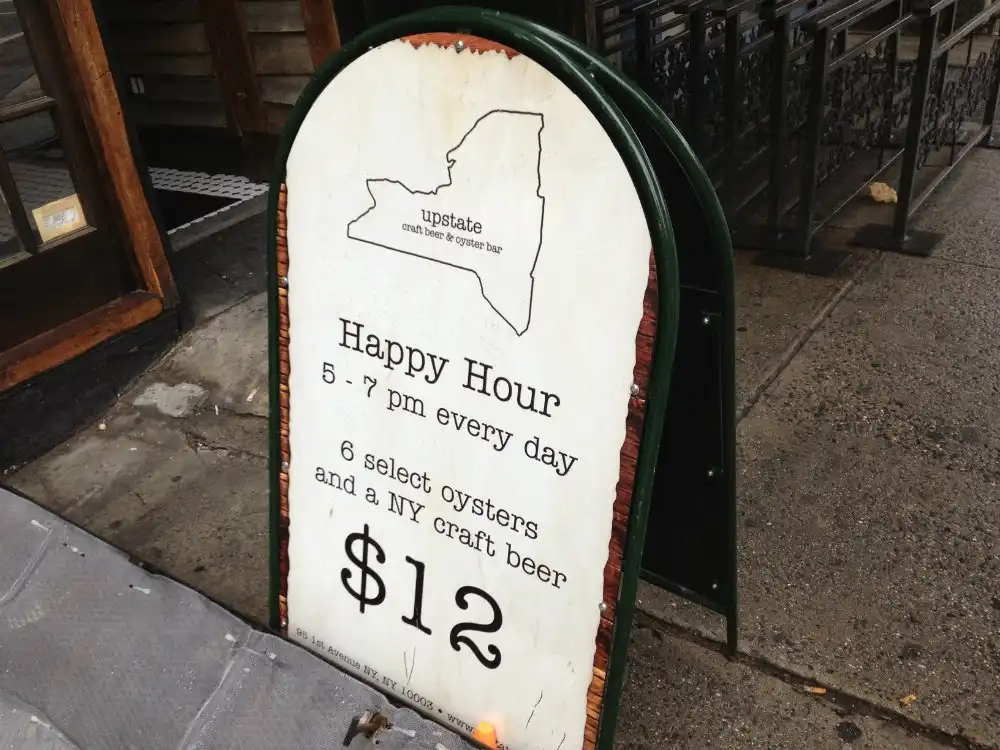 upstate
craft beer & oyster bar
Happy Hour
5 - 7 pm every day
6 select oysters
and a NY craft beer
$12
95 1st Avenue NY, NY 10003 • www.